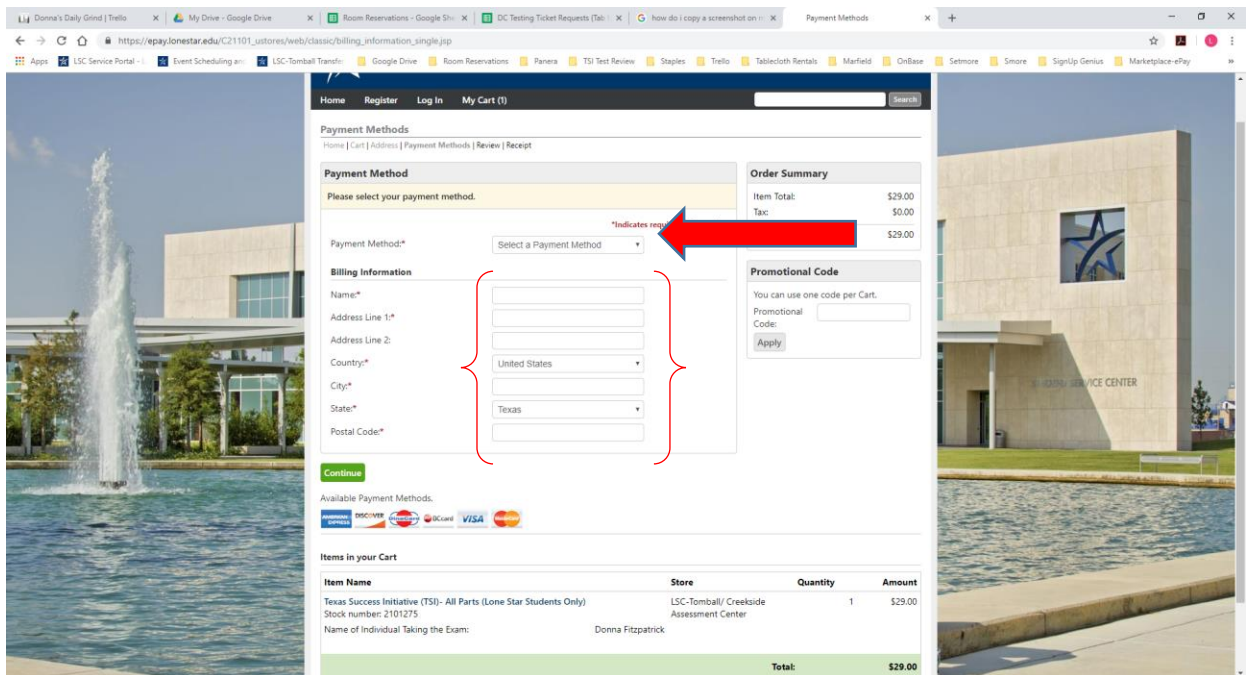 Donna's Daily Grind | Trello
My Drive - Google Drive
Room Reservations - Google She
DC Testing Ticket Requests (Tab
how do i copy a screenshot on m
Payment Methods
https://epay.lonestar.edu/C21101_ustores/web/classic/billing_information_single.jsp
Apps LSC Service Portal - L Event Scheduling an LSC-Tomball Transfe Google Drive Room Reservations Panera TSI Test Review Staples Trello Tablecloth Rentals Marfield OnBase Setmore Smore SignUp Genius Marketplace-ePay
Home Register Log In My Cart (1) Search
Payment Methods
Home | Cart | Address | Payment Methods | Review | Receipt
Payment Method
Please select your payment method.
*Indicates requ
Payment Method:* Select a Payment Method
Billing Information
Name:*
Address Line 1:*
Address Line 2:
Country:* United States
City:*
State:* Texas
Postal Code:*
Continue
Available Payment Methods.
AMERICAN EXPRESS DISCOVER BCcard VISA
Order Summary
Item Total: $29.00
Tax: $0.00
$29.00
Promotional Code
You can use one code per Cart.
Promotional
Code:
Apply
Items in your Cart
Item Name Store Quantity Amount
Texas Success Initiative (TSI)- All Parts (Lone Star Students Only) LSC-Tomball/ Creekside 1 $29.00
Stock number: 2101275 Assessment Center
Name of Individual Taking the Exam: Donna Fitzpatrick
Total: $29.00
SERVICE CENTER